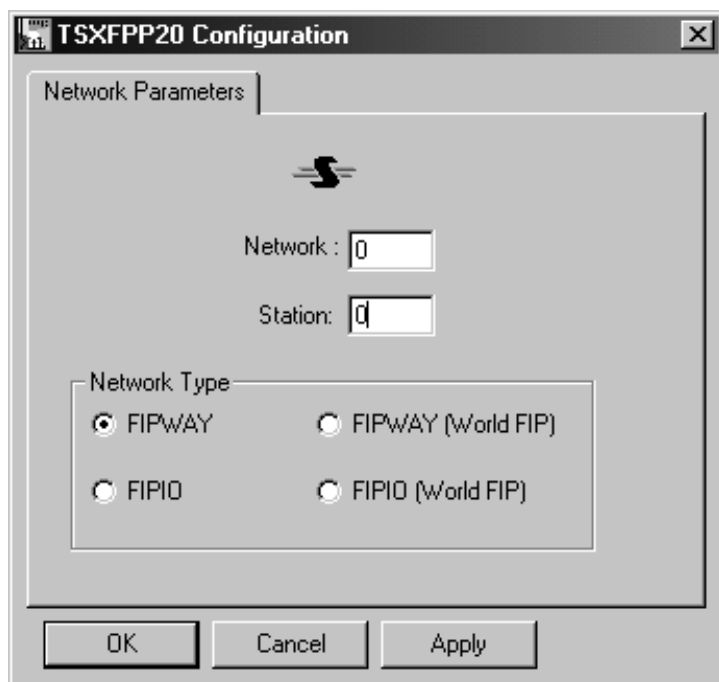 TSXFPP20 Configuration
Network Parameters
Network : 0
Station: 0
Network Type
FIPWAY FIPWAY (World FIP)
FIPIO FIPIO (World FIP)
OK Cancel Apply